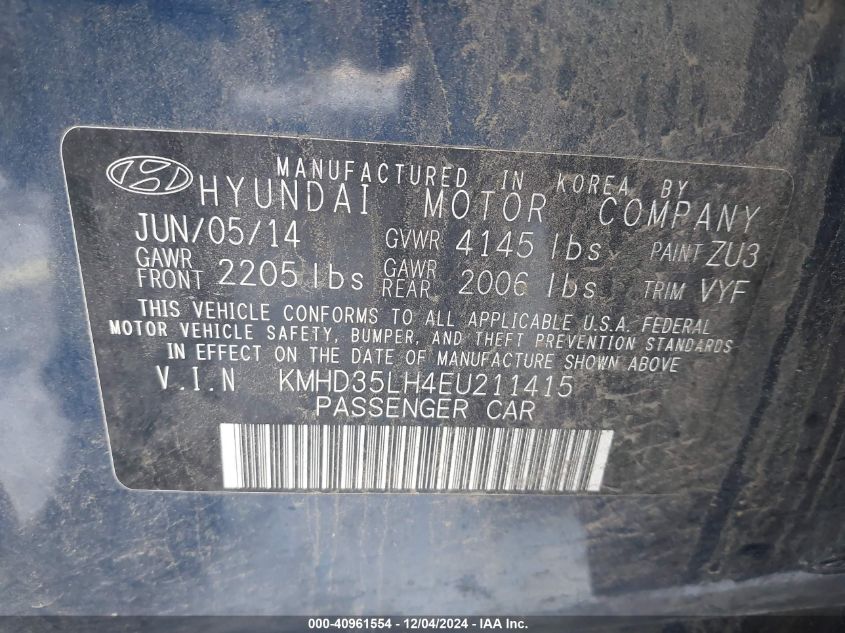 MANUFACTURED IN KOREA BY
HYUNDAI MOTOR COMPANY
JUN/05/14 GVWR 4145 lbs PAINT ZU3
GAWR FRONT 2205 lbs GAWR REAR 2006 lbs TRIM VYF
THIS VEHICLE CONFORMS TO ALL APPLICABLE U.S.A. FEDERAL
MOTOR VEHICLE SAFETY, BUMPER, AND THEFT PREVENTION STANDARDS
IN EFFECT ON THE DATE OF MANUFACTURE SHOWN ABOVE
V.I.N KMHD35LH4EU211415
PASSENGER CAR
000-40961554 - 12/04/2024 - IAA Inc.